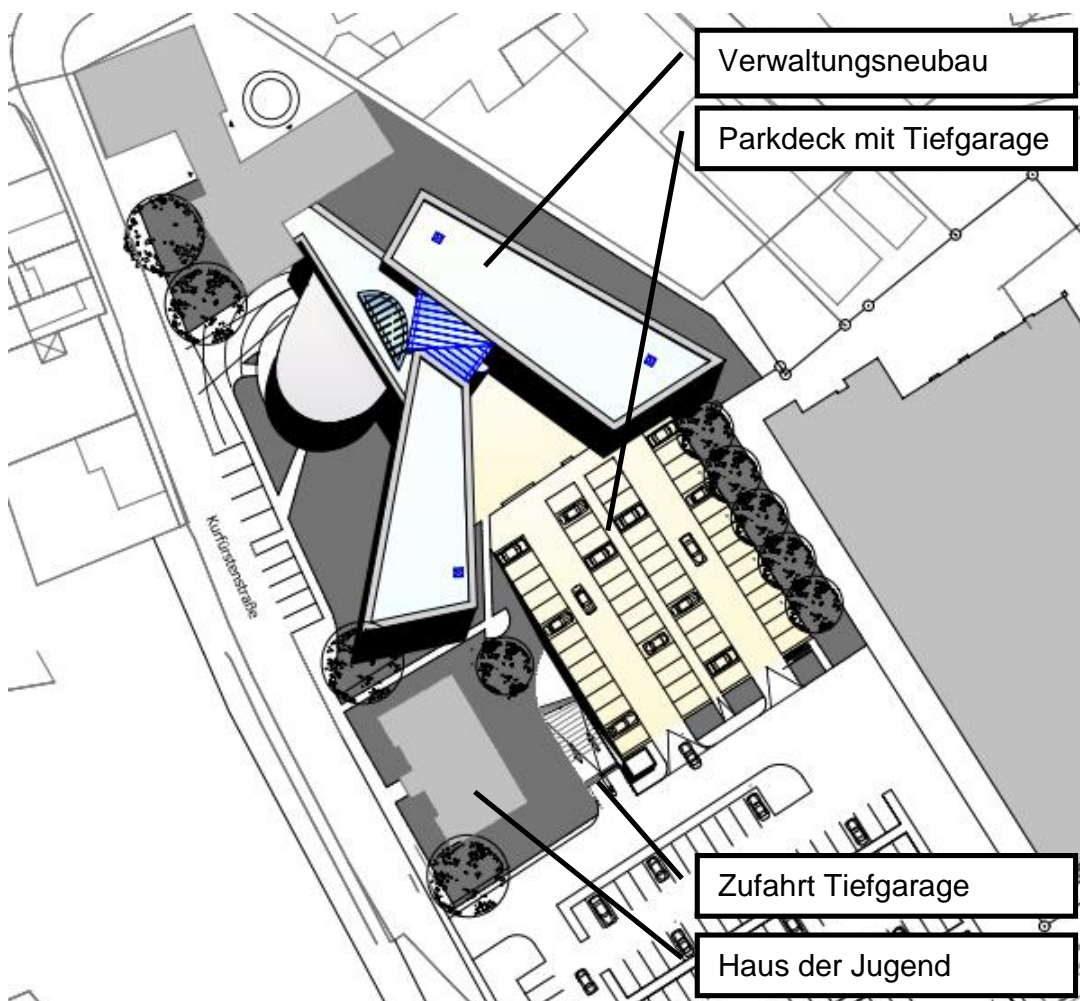 Verwaltungsneubau
Parkdeck mit Tiefgarage
Kurfürstenstraße
Zufahrt Tiefgarage
Haus der Jugend